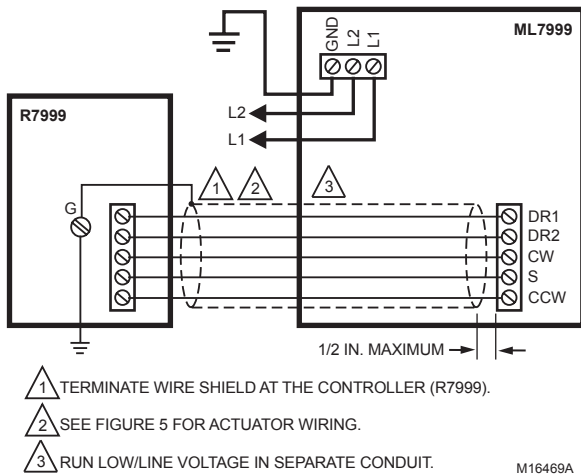 ML7999
GND
L2
L1
R7999
L2
L1
1
2
3
G
DR1
DR2
CW
S
CCW
1/2 IN. MAXIMUM
1 TERMINATE WIRE SHIELD AT THE CONTROLLER (R7999).
2 SEE FIGURE 5 FOR ACTUATOR WIRING.
3 RUN LOW/LINE VOLTAGE IN SEPARATE CONDUIT.
M16469A